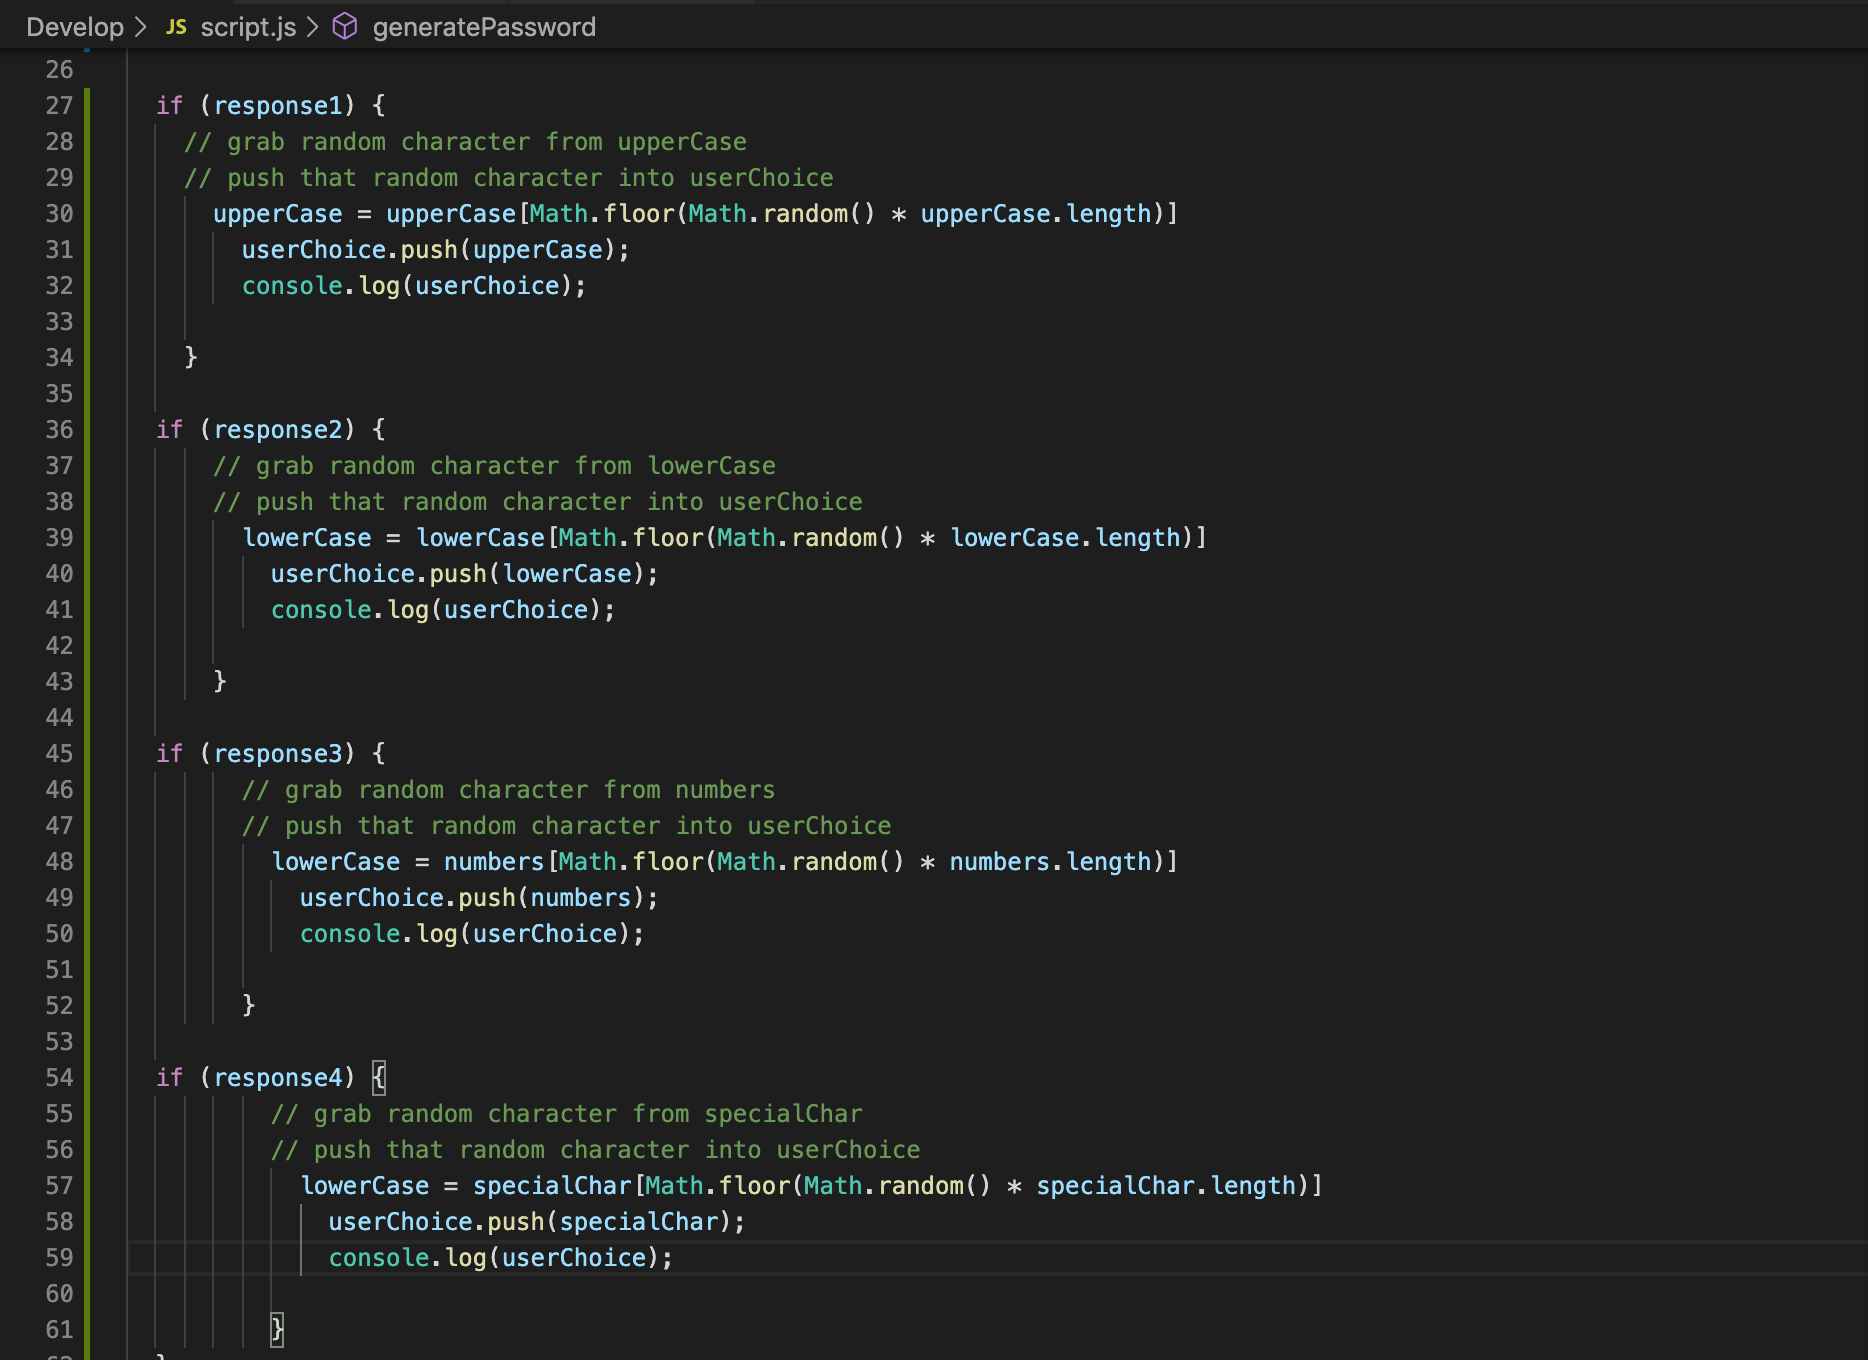 Develop > JS script.js > generatePassword
26
27 if (response1) {
28 // grab random character from upperCase
29 // push that random character into userChoice
30 upperCase = upperCase[Math.floor(Math.random() * upperCase.length)]
31 userChoice.push(upperCase);
32 console.log(userChoice);
33
34 }
35
36 if (response2) {
37 // grab random character from lowerCase
38 // push that random character into userChoice
39 lowerCase = lowerCase[Math.floor(Math.random() * lowerCase.length)]
40 userChoice.push(lowerCase);
41 console.log(userChoice);
42
43 }
44
45 if (response3) {
46 // grab random character from numbers
47 // push that random character into userChoice
48 lowerCase = numbers[Math.floor(Math.random() * numbers.length)]
49 userChoice.push(numbers);
50 console.log(userChoice);
51
52 }
53
54 if (response4) {
55 // grab random character from specialChar
56 // push that random character into userChoice
57 lowerCase = specialChar[Math.floor(Math.random() * specialChar.length)]
58 userChoice.push(specialChar);
59 console.log(userChoice);
60
61 }